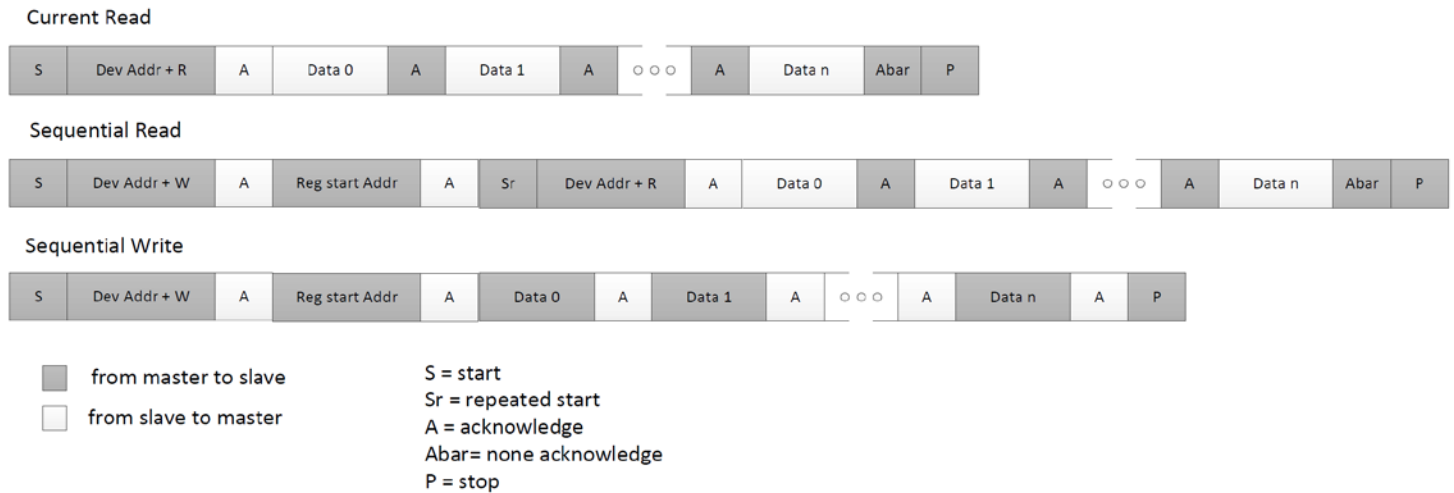 Current Read
S Dev Addr + R A Data 0 A Data 1 A A Data n Abar P
Sequential Read
S Dev Addr + W A Reg start Addr A Sr Dev Addr + R A Data 0 A Data 1 A A Data n Abar P
Sequential Write
S Dev Addr + W A Reg start Addr A Data 0 A Data 1 A A Data n A P
from master to slave
from slave to master
S = start
Sr = repeated start
A = acknowledge
Abar= none acknowledge
P = stop